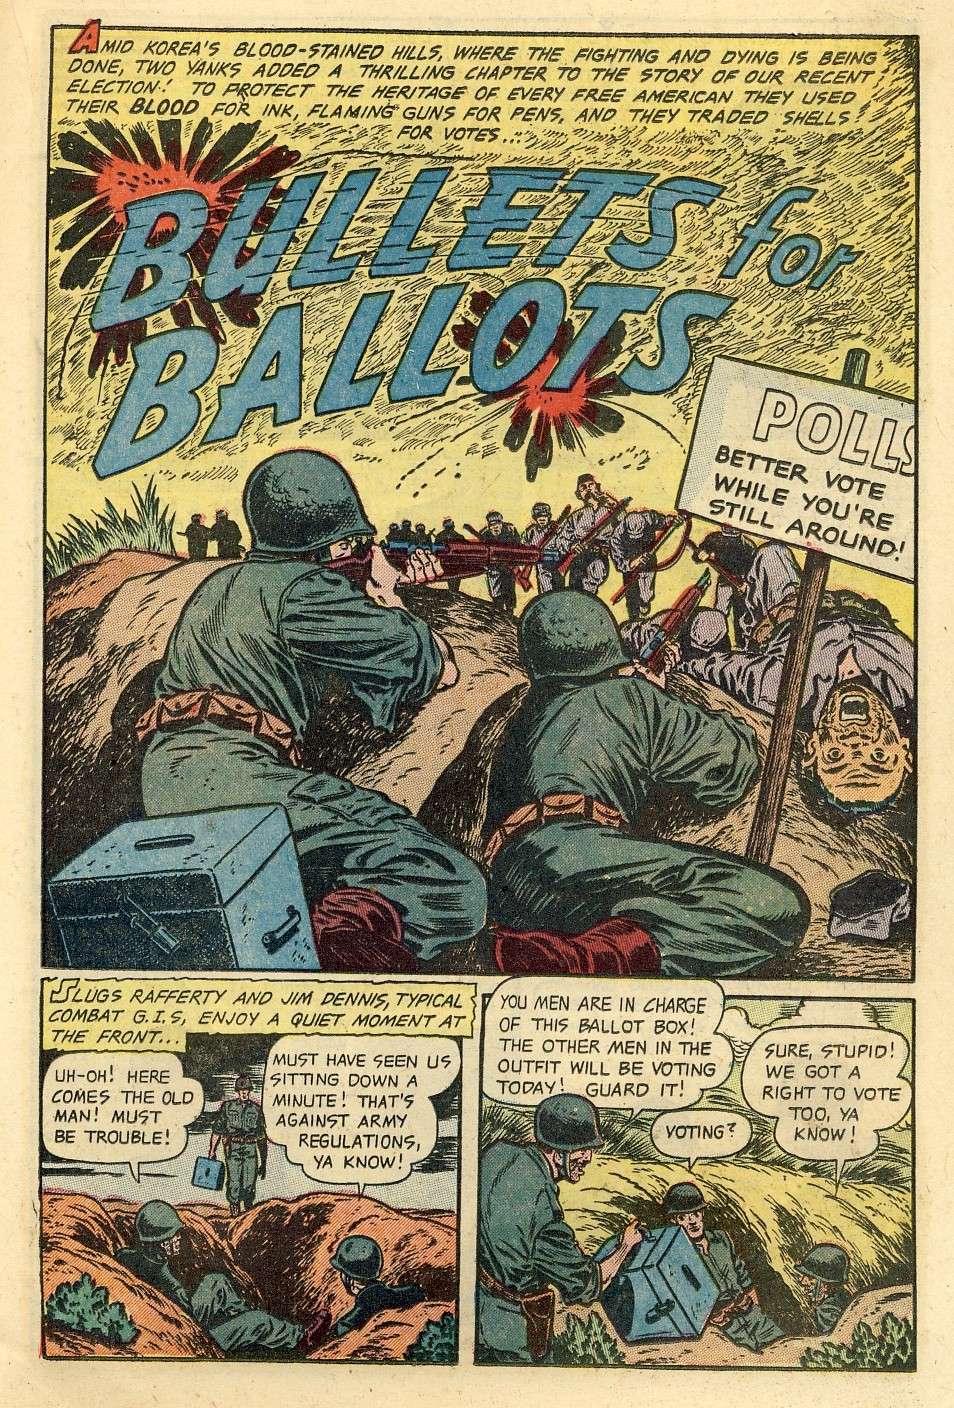 AMID KOREA'S BLOOD-STAINED HILLS, WHERE THE FIGHTING AND DYING IS BEING
DONE, TWO YANKS ADDED A THRILLING CHAPTER TO THE STORY OF OUR RECENT
ELECTION! TO PROTECT THE HERITAGE OF EVERY FREE AMERICAN THEY USED
THEIR BLOOD FOR INK, FLAMING GUNS FOR PENS, AND THEY TRADED SHELLS
FOR VOTES...
BULLETS for
BALLOTS
POLLS
BETTER VOTE
WHILE YOU'RE
STILL AROUND!
SLUGS RAFFERTY AND JIM DENNIS, TYPICAL
COMBAT G.I.S, ENJOY A QUIET MOMENT AT
THE FRONT...
UH-OH! HERE
COMES THE OLD
MAN! MUST
BE TROUBLE!
MUST HAVE SEEN US
SITTING DOWN A
MINUTE! THAT'S
AGAINST ARMY
REGULATIONS,
YA KNOW!
YOU MEN ARE IN CHARGE
OF THIS BALLOT BOX!
THE OTHER MEN IN THE
OUTFIT WILL BE VOTING
TODAY! GUARD IT!
VOTING?
SURE, STUPID!
WE GOT A
RIGHT TO VOTE
TOO, YA
KNOW!